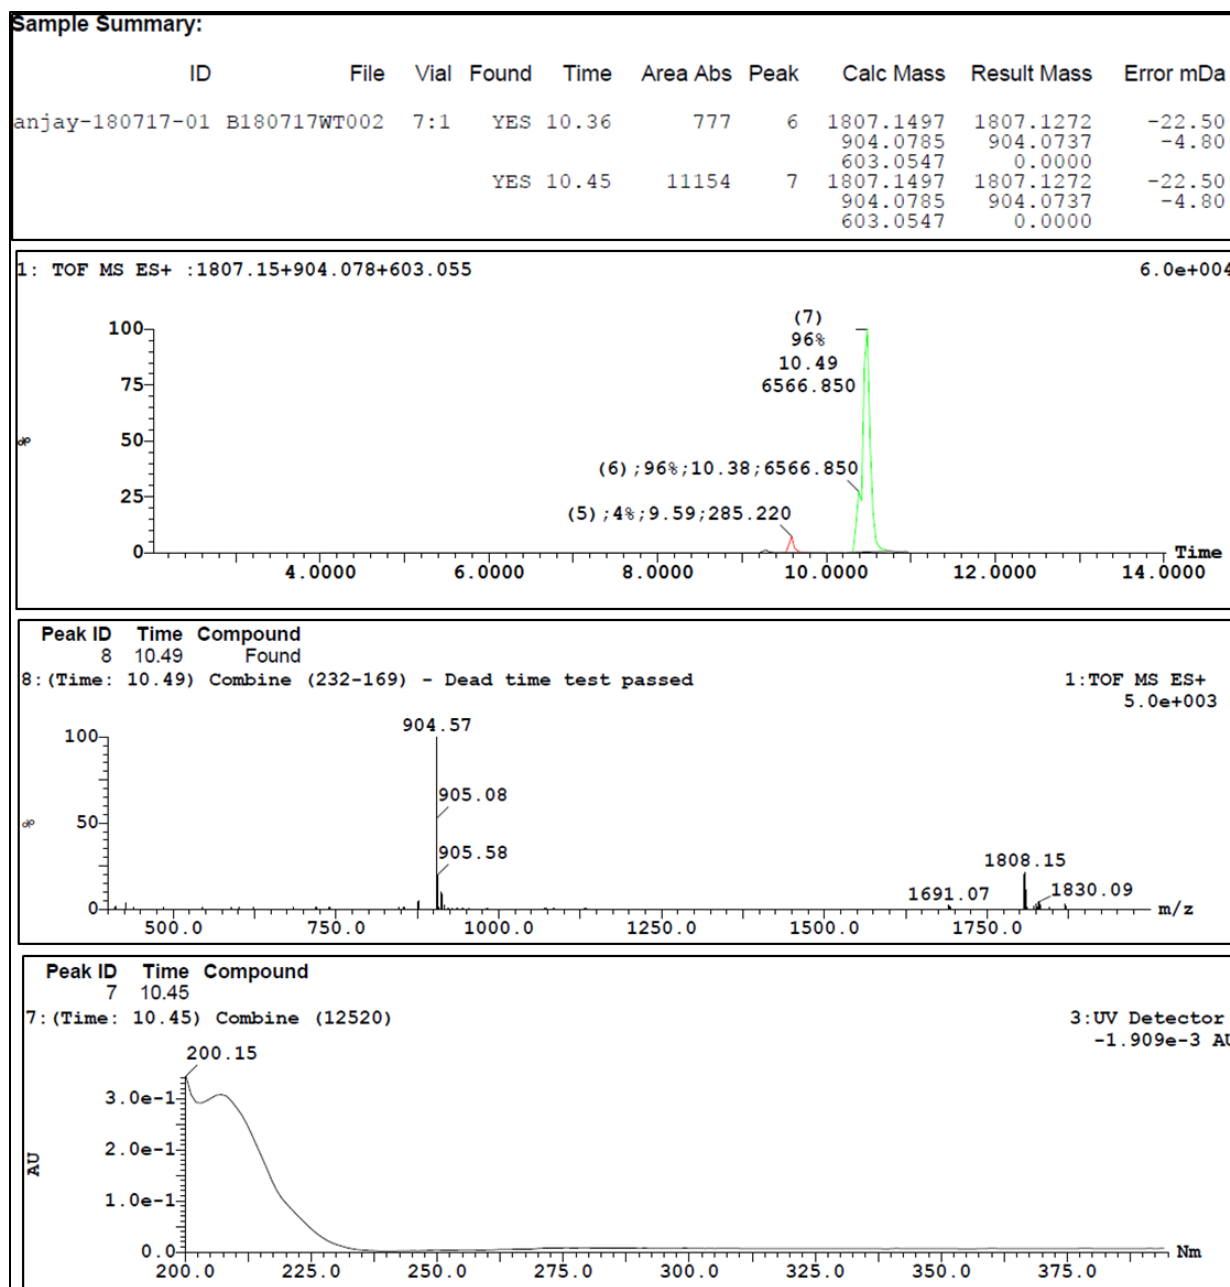 Sample Summary:
ID File Vial Found Time Area Abs Peak Calc Mass Result Mass Error mDa
anjay-180717-01 B180717WT002 7:1 YES 10.36 777 6 1807.1497 1807.1272 -22.50
904.0785 904.0737 -4.80
603.0547 0.0000
YES 10.45 11154 7 1807.1497 1807.1272 -22.50
904.0785 904.0737 -4.80
603.0547 0.0000
1: TOF MS ES+ :1807.15+904.078+603.055 6.0e+004
(7)
96%
10.49
6566.850
(6);96%;10.38;6566.850
(5);4%;9.59;285.220
100
75
50
25
0
%
4.0000 6.0000 8.0000 10.0000 12.0000 14.0000
Time
Peak ID Time Compound
8 10.49 Found
8:(Time: 10.49) Combine (232-169) - Dead time test passed 1:TOF MS ES+
5.0e+003
904.57
905.08
905.58
1808.15
1691.07
1830.09
100
50
0
%
m/z
500.0 750.0 1000.0 1250.0 1500.0 1750.0
Peak ID Time Compound
7 10.45
7:(Time: 10.45) Combine (12520) 3:UV Detector
-1.909e-3 AU
200.15
3.0e-1
2.0e-1
1.0e-1
0.0
AU
Nm
200.0 225.0 250.0 275.0 300.0 325.0 350.0 375.0